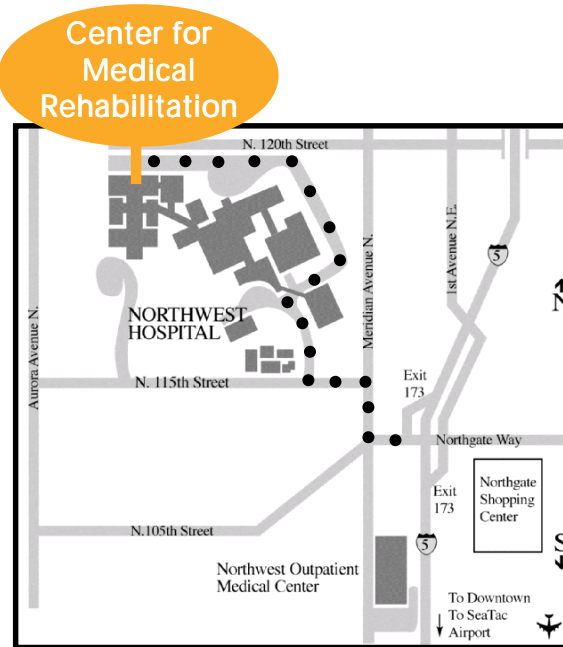 Center for
Medical
Rehabilitation
N. 120th Street
Aurora Avenue N.
Meridian Avenue N.
1st Avenue N.E.
5
N
NORTHWEST
HOSPITAL
N. 115th Street
Exit
173
Northgate Way
Exit
173
Northgate
Shopping
Center
N.105th Street
5
S
Northwest Outpatient
Medical Center
To Downtown
To SeaTac
Airport